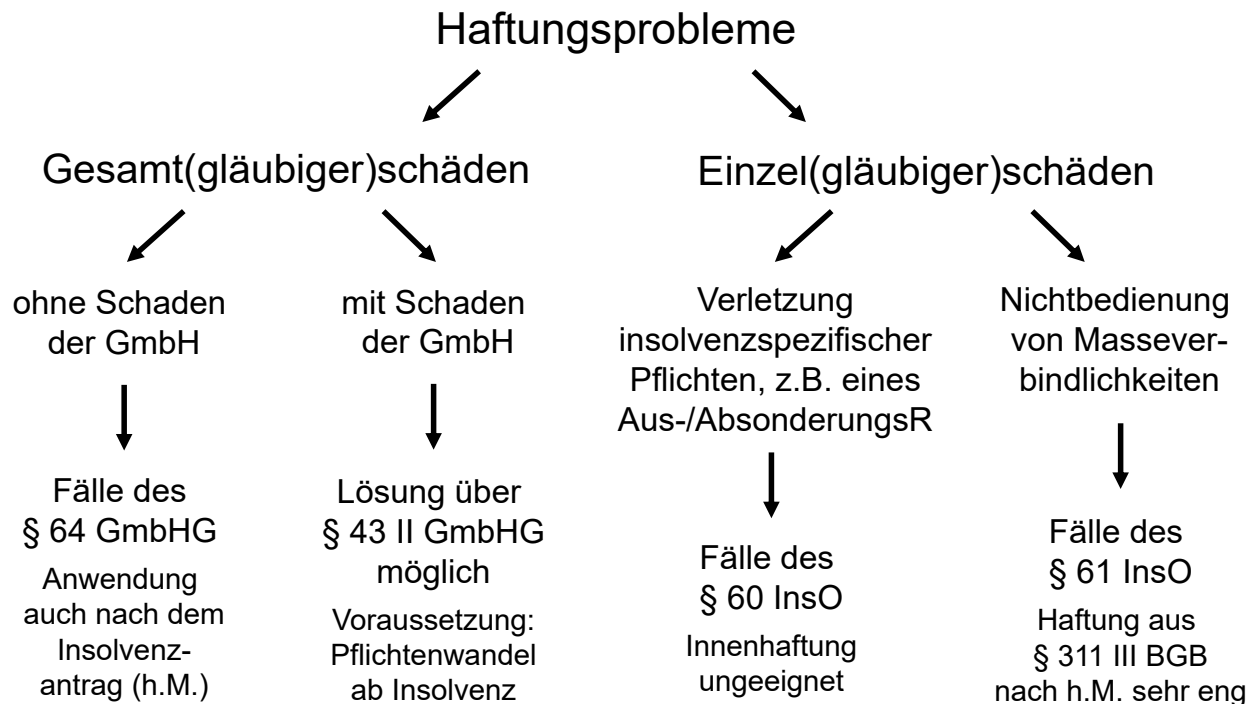 Haftungsprobleme
Gesamt(gläubiger)schäden
Einzel(gläubiger)schäden
ohne Schaden
der GmbH
mit Schaden
der GmbH
Verletzung
insolvenzspezifischer
Pflichten, z.B. eines
Aus-/AbsonderungsR
Nichtbedienung
von Massever-
bindlichkeiten
Fälle des
§ 64 GmbHG
Anwendung
auch nach dem
Insolvenz-
antrag (h.M.)
Lösung über
§ 43 II GmbHG
möglich
Voraussetzung:
Pflichtenwandel
ab Insolvenz
Fälle des
§ 60 InsO
Innenhaftung
ungeeignet
Fälle des
§ 61 InsO
Haftung aus
§ 311 III BGB
nach h.M. sehr eng